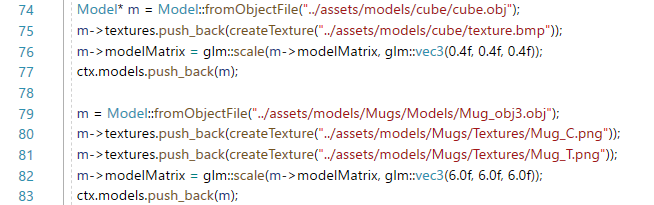 74 Model* m = Model::fromObjectFile("../assets/models/cube/cube.obj");
75 m->textures.push_back(createTexture("../assets/models/cube/texture.bmp"));
76 m->modelMatrix = glm::scale(m->modelMatrix, glm::vec3(0.4f, 0.4f, 0.4f));
77 ctx.models.push_back(m);
78
79 m = Model::fromObjectFile("../assets/models/Mugs/Models/Mug_obj3.obj");
80 m->textures.push_back(createTexture("../assets/models/Mugs/Textures/Mug_C.png"));
81 m->textures.push_back(createTexture("../assets/models/Mugs/Textures/Mug_T.png"));
82 m->modelMatrix = glm::scale(m->modelMatrix, glm::vec3(6.0f, 6.0f, 6.0f));
83 ctx.models.push_back(m);